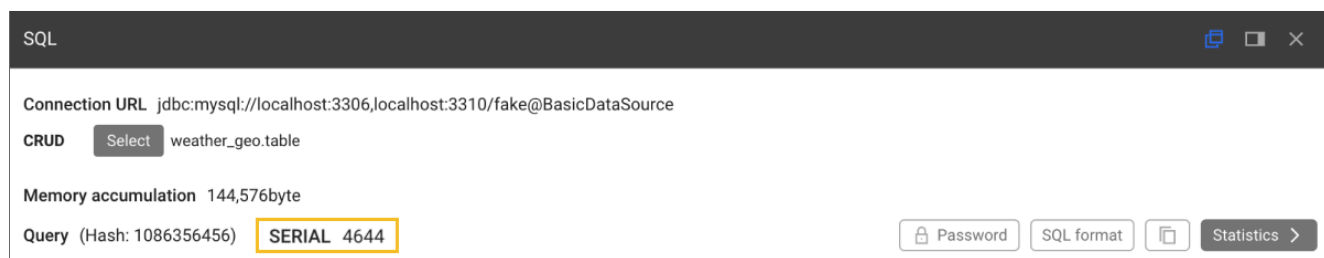 SQL
Connection URL jdbc:mysql://localhost:3306,localhost:3310/fake@BasicDataSource
CRUD Select weather_geo.table
Memory accumulation 144,576byte
Query (Hash: 1086356456) SERIAL 4644 Password SQL format Statistics